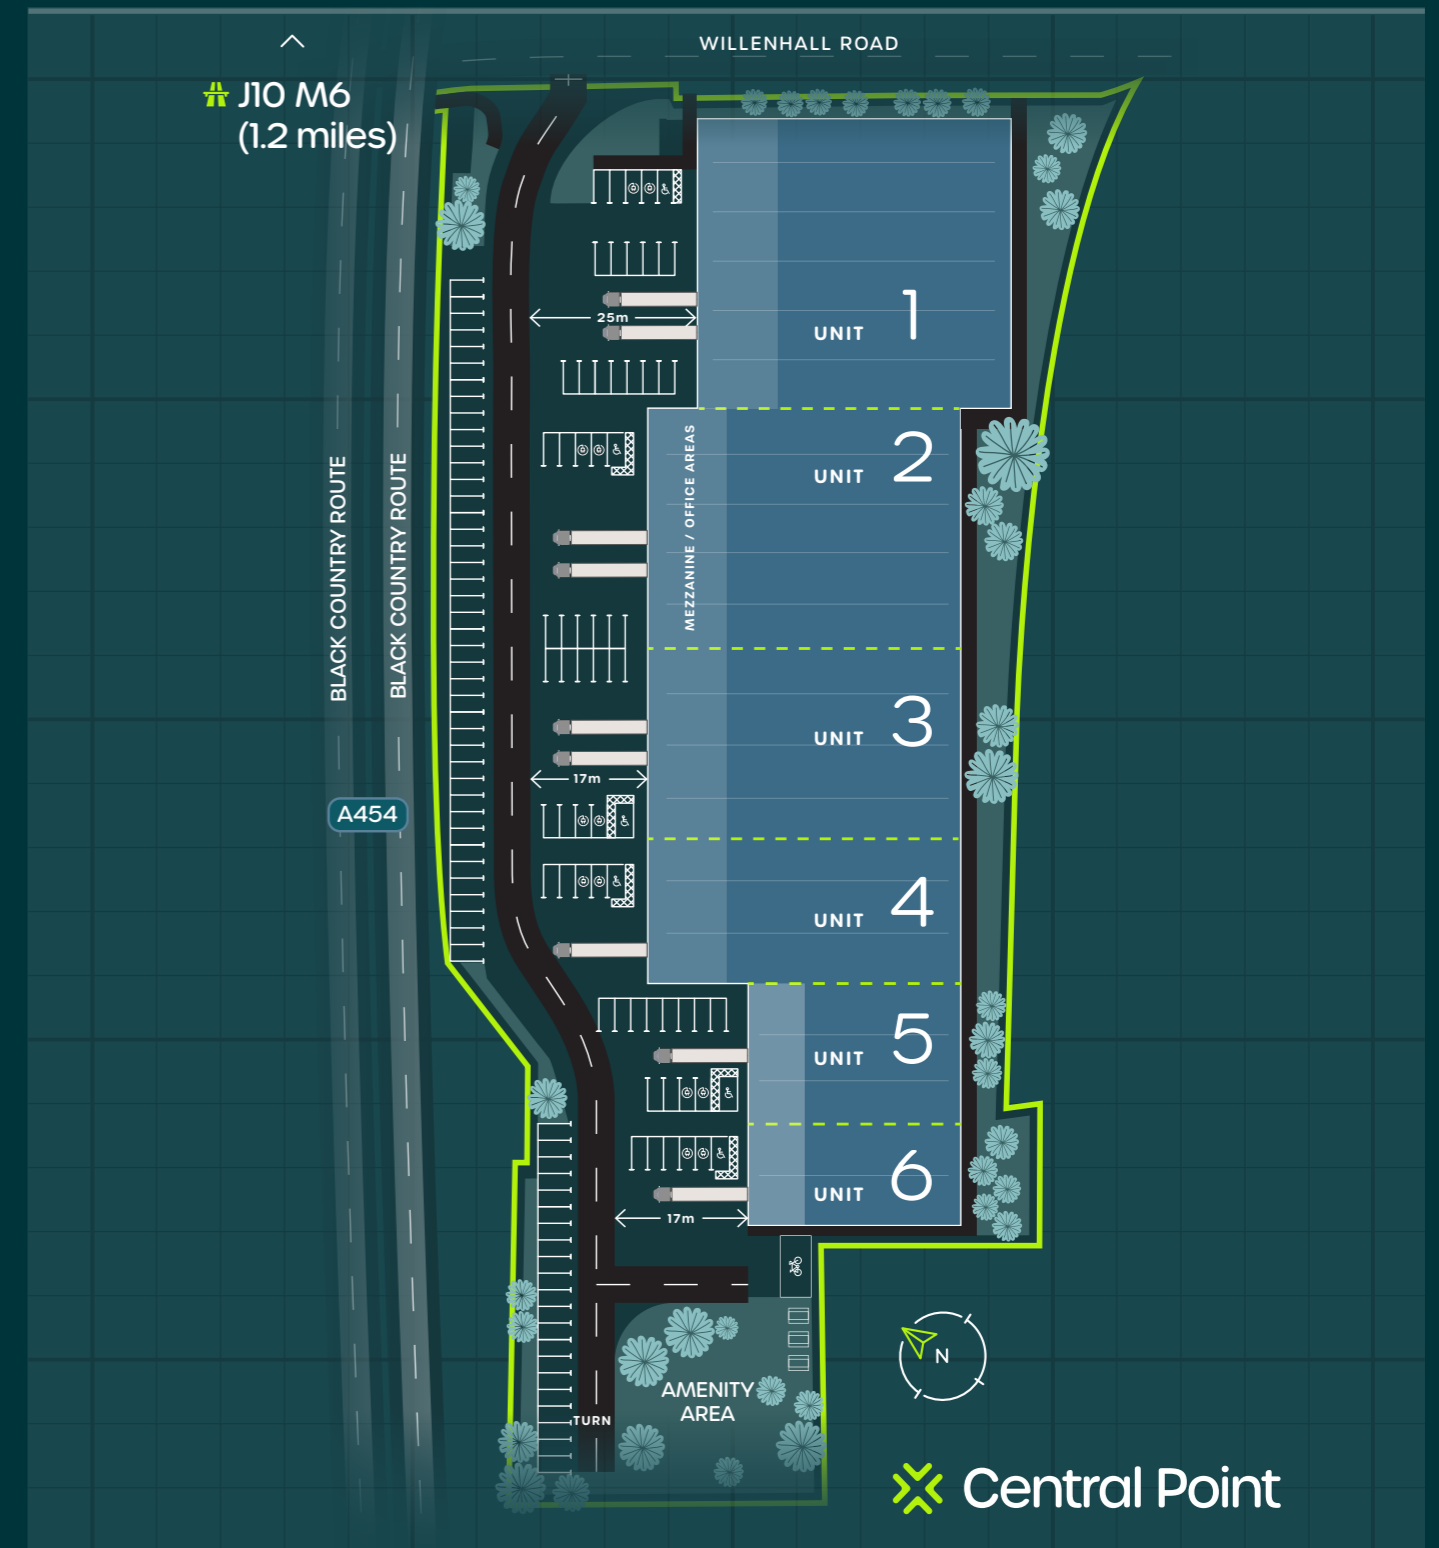 WILLENHALL ROAD
J10 M6
(1.2 miles)
25m
UNIT 1
UNIT 2
MEZZANINE / OFFICE AREAS
BLACK COUNTRY ROUTE
BLACK COUNTRY ROUTE
UNIT 3
17m
A454
UNIT 4
UNIT 5
UNIT 6
17m
N
AMENITY
AREA
TURN
Central Point